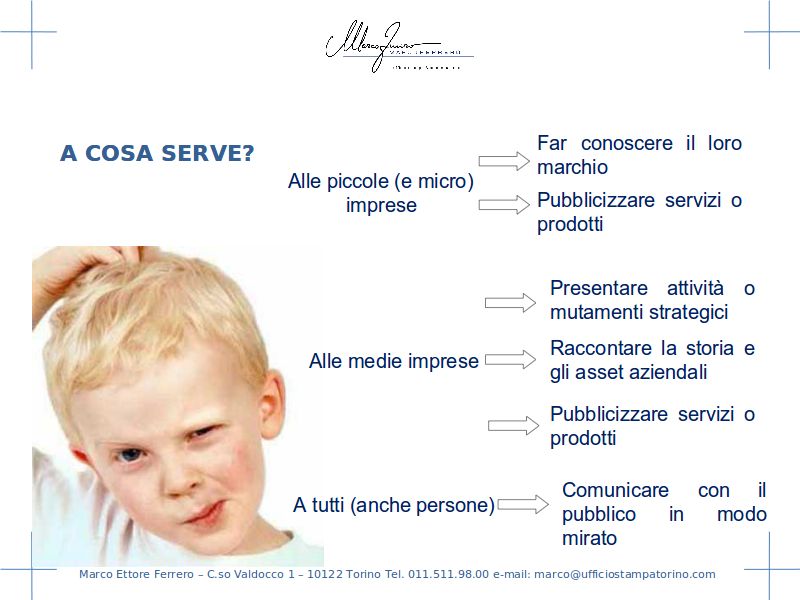 A COSA SERVE?
Alle piccole (e micro)
imprese
Far conoscere il loro
marchio
Pubblicizzare servizi o
prodotti
Alle medie imprese
Presentare attività o
mutamenti strategici
Raccontare la storia e
gli asset aziendali
Pubblicizzare servizi o
prodotti
A tutti (anche persone)
Comunicare con il
pubblico in modo
mirato
Marco Ettore Ferrero – C.so Valdocco 1 – 10122 Torino Tel. 011.511.98.00 e-mail: marco@ufficiostampatorino.com